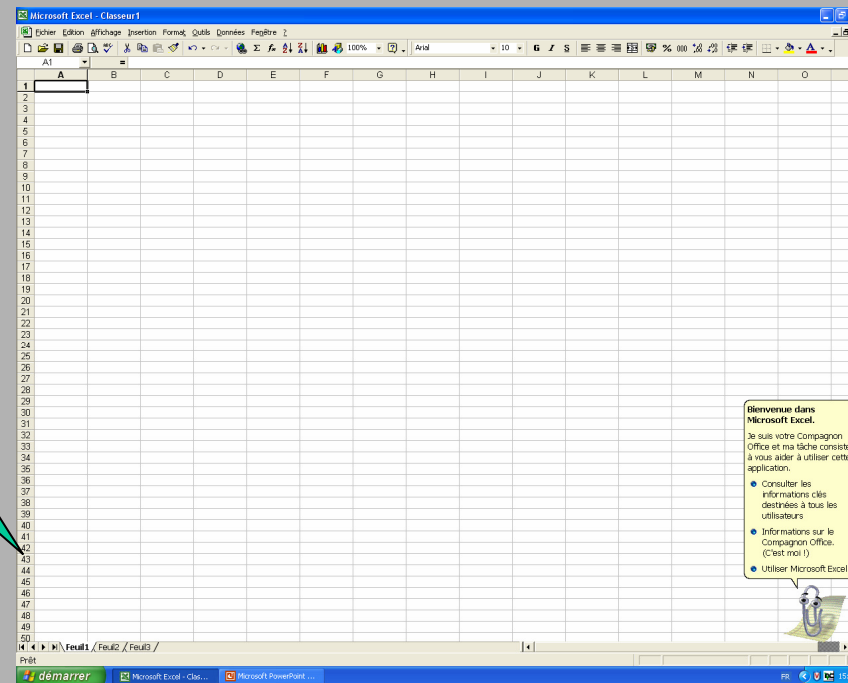 Microsoft Excel - Classeur1
Fichier Edition Affichage Insertion Format Outils Données Fenêtre ?
100% Arial 10 G I S % 000
A1 =
A B C D E F G H I J K L M N O
1
2
3
4
5
6
7
8
9
10
11
12
13
14
15
16
17
18
19
20
21
22
23
24
25
26
27
28
29
30
31
32
33
34
35
36
37
38
39
40
41
42
43
44
45
46
47
48
49
50
Bienvenue dans
Microsoft Excel.
Je suis votre Compagnon
Office et ma tâche consiste
à vous aider à utiliser cette
application.
Consulter les
informations clés
destinées à tous les
utilisateurs
Informations sur le
Compagnon Office.
(C'est moi !)
Utiliser Microsoft Excel
Feuil1 Feuil2 Feuil3
Prêt
démarrer Microsoft Excel - Clas... Microsoft PowerPoint ... FR 15: